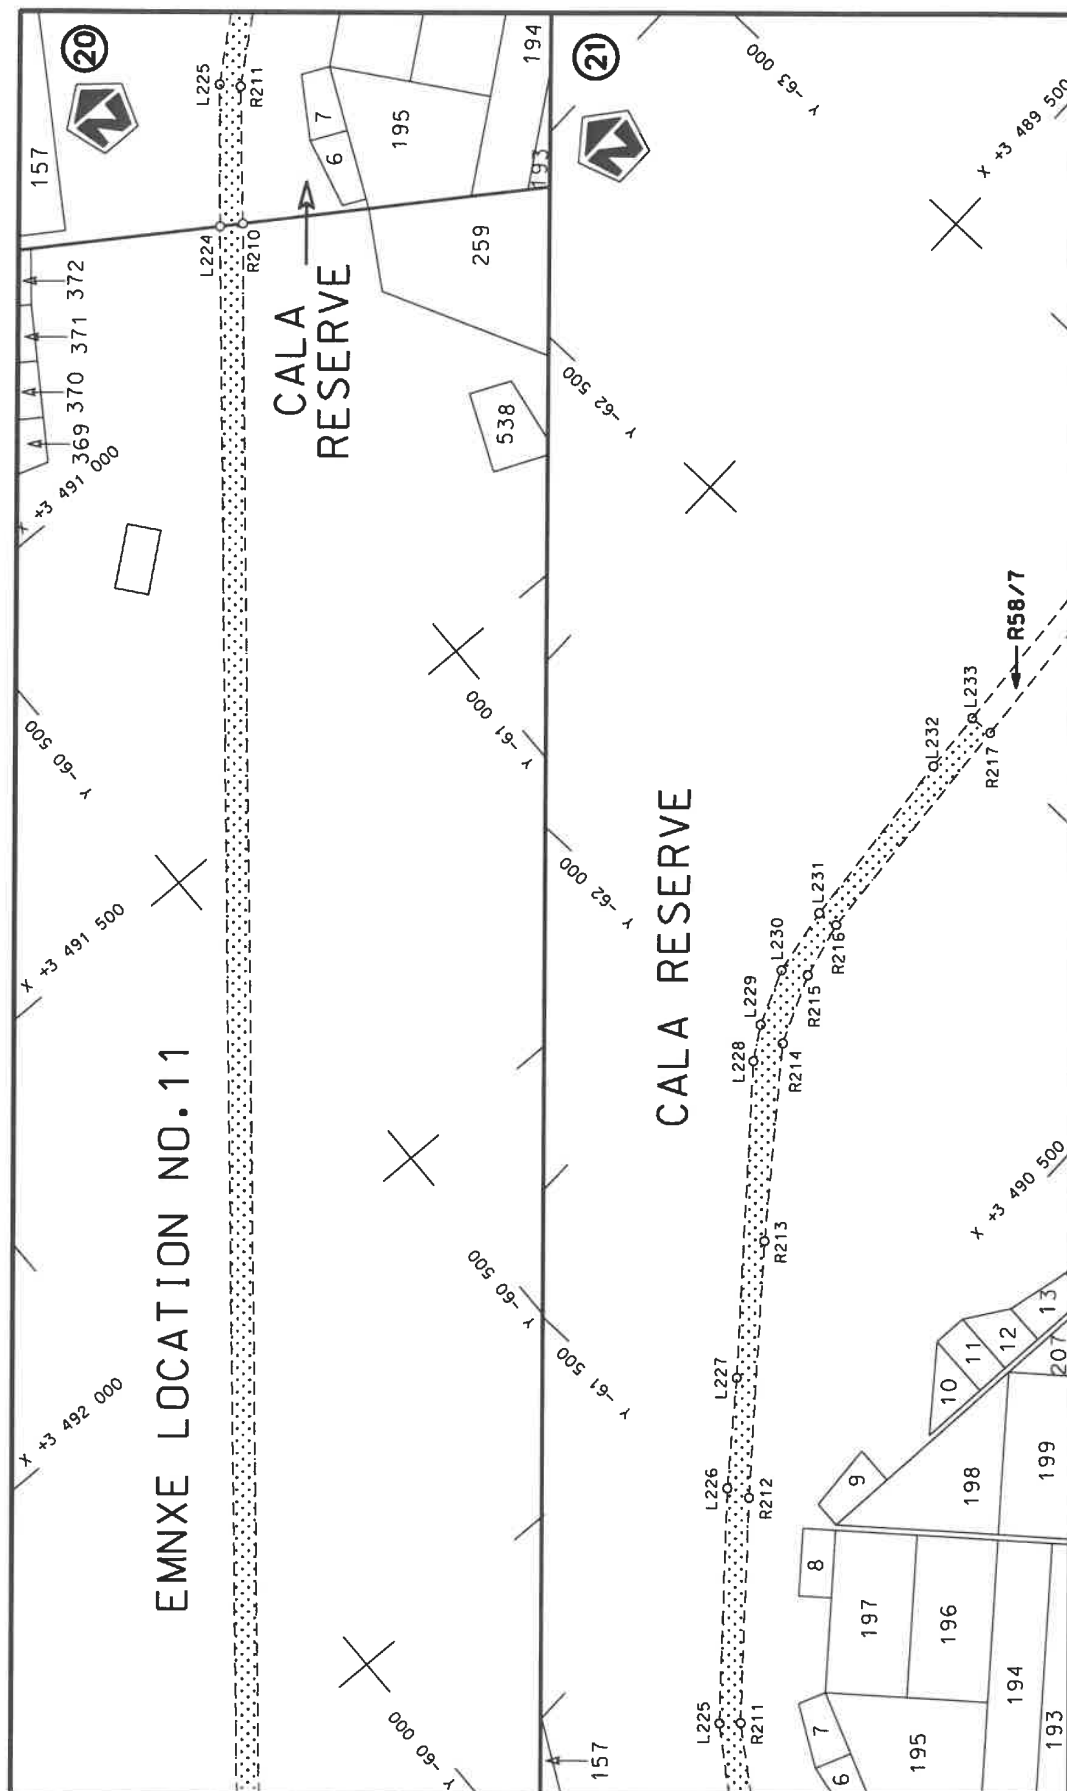 20
157
L225
R211
7
6
195
194
193
L224
R210
259
372
371
370
369
CALA
RESERVE
538
X +3 491 000
Y -60 500
Y -61 000
X +3 491 500
EMNXE LOCATION NO.11
Y -60 500
X +3 492 000
Y -60 000
21
Y -63 000
X +3 489 500
Y -62 500
R58/7
L233
L232
R217
CALA RESERVE
Y -62 000
L231
R216
L230
R215
L229
L228
R214
R213
X +3 490 500
13
12
11
10
207
L227
Y -61 500
9
198
199
L226
R212
8
197
196
194
193
L225
R211
7
6
195
157